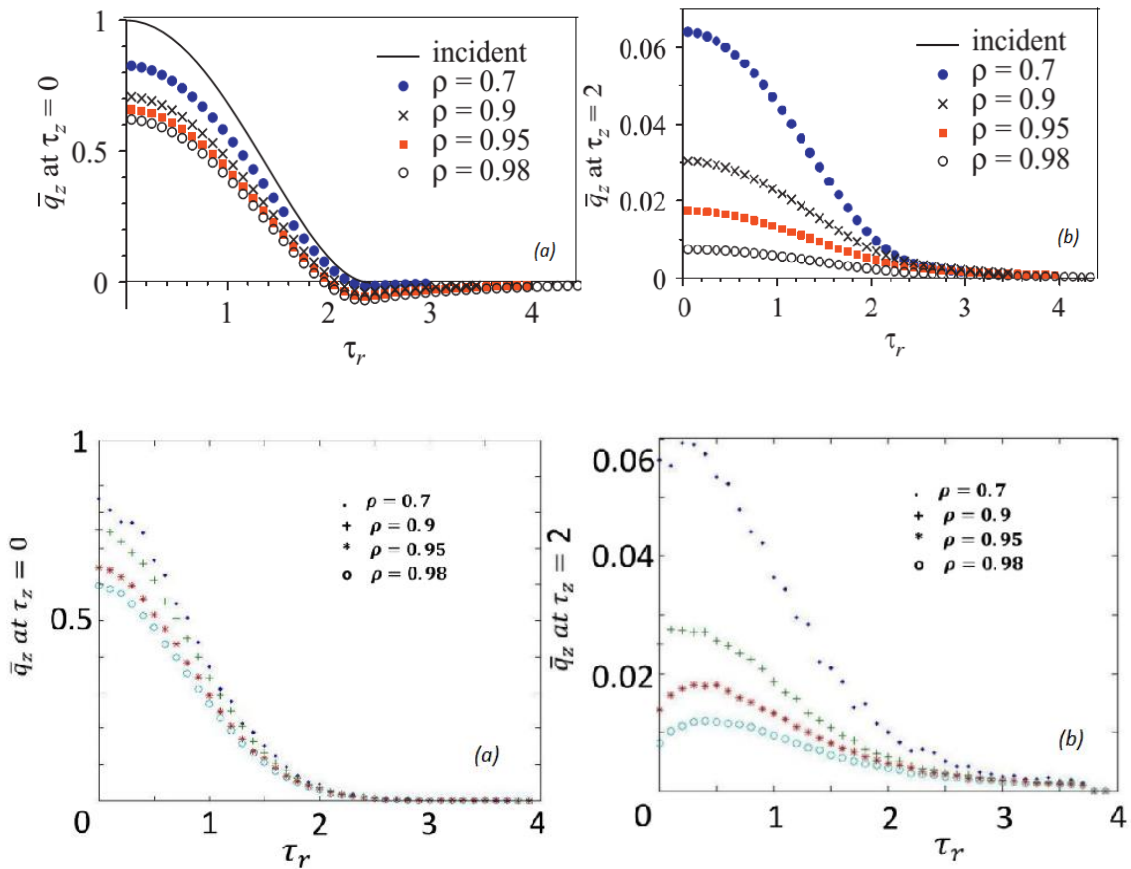 1
0.5
0
q̄z at τz = 0
incident
ρ = 0.7
ρ = 0.9
ρ = 0.95
ρ = 0.98
(a)
1 2 3 4
τr
0.06
0.04
0.02
0
q̄z at τz = 2
incident
ρ = 0.7
ρ = 0.9
ρ = 0.95
ρ = 0.98
(b)
0 1 2 3 4
τr
1
0.5
0
q̄z at τz = 0
ρ = 0.7
ρ = 0.9
ρ = 0.95
ρ = 0.98
(a)
0 1 2 3 4
τr
0.06
0.04
0.02
q̄z at τz = 2
ρ = 0.7
ρ = 0.9
ρ = 0.95
ρ = 0.98
(b)
0 1 2 3 4
τr